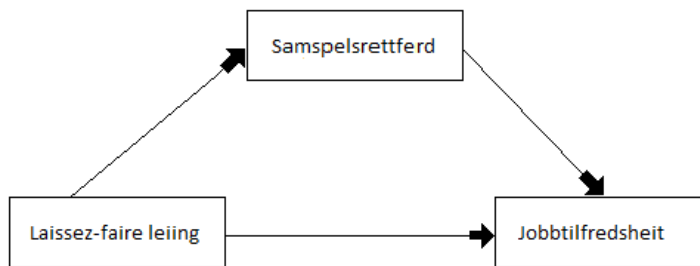 Samspelsrettferd
Laissez-faire leiing
Jobbtilfredsheit